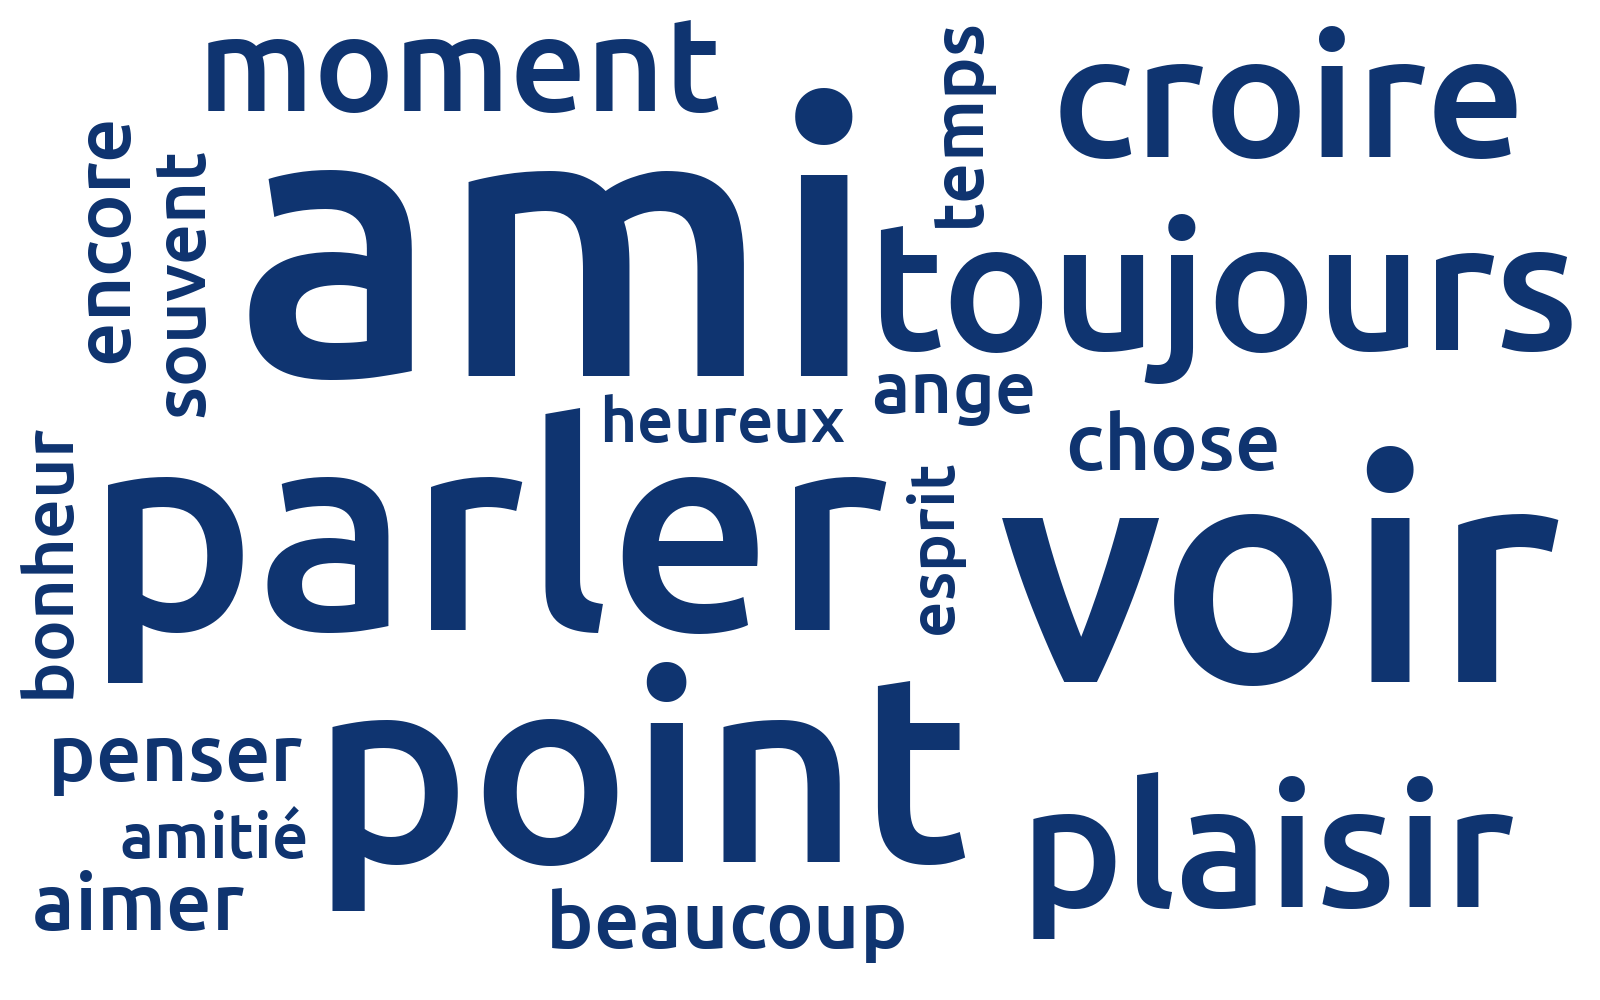 moment
temps
croire
encore
souvent
ami
toujours
ange
heureux
chose
bonheur
parler
esprit
voir
penser
point
amitié
plaisir
aimer
beaucoup